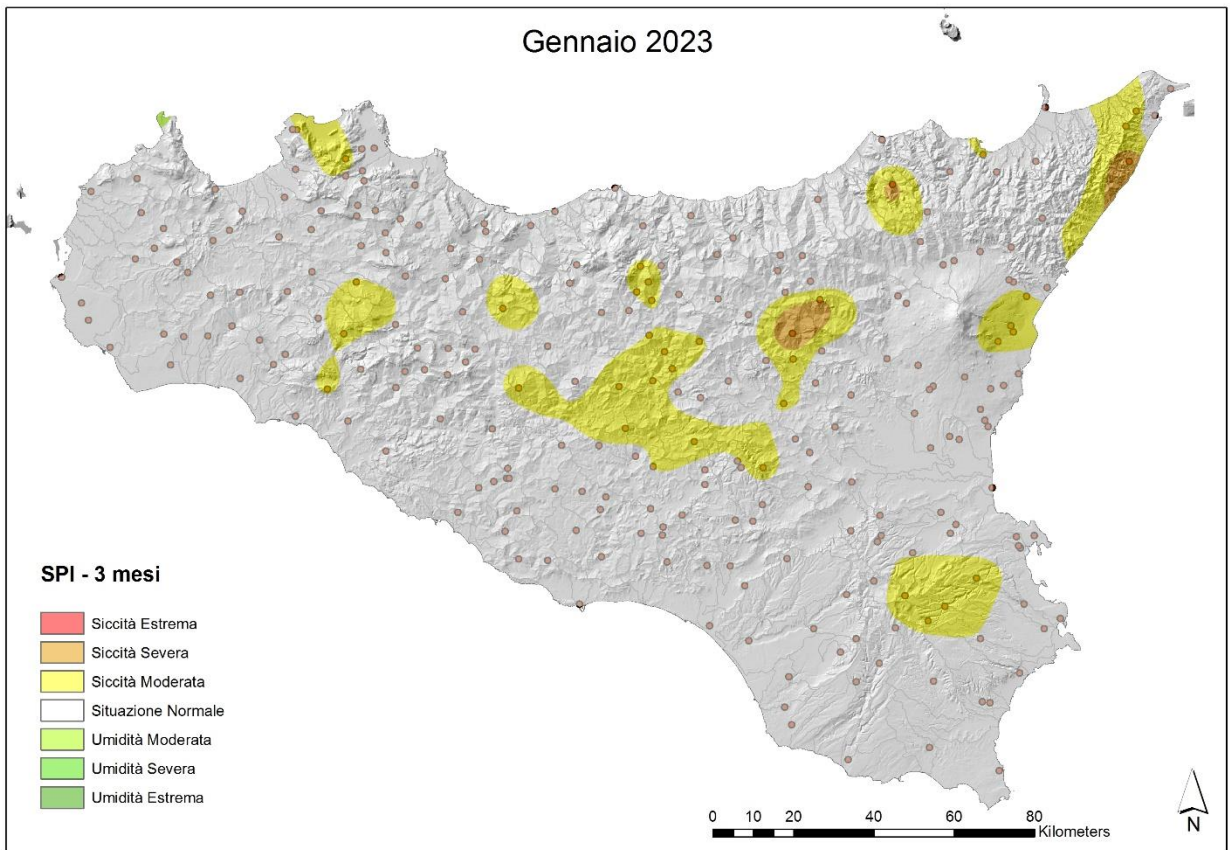 Gennaio 2023
SPI - 3 mesi
Siccità Estrema
Siccità Severa
Siccità Moderata
Situazione Normale
Umidità Moderata
Umidità Severa
Umidità Estrema
0 10 20 40 60 80
Kilometers
N